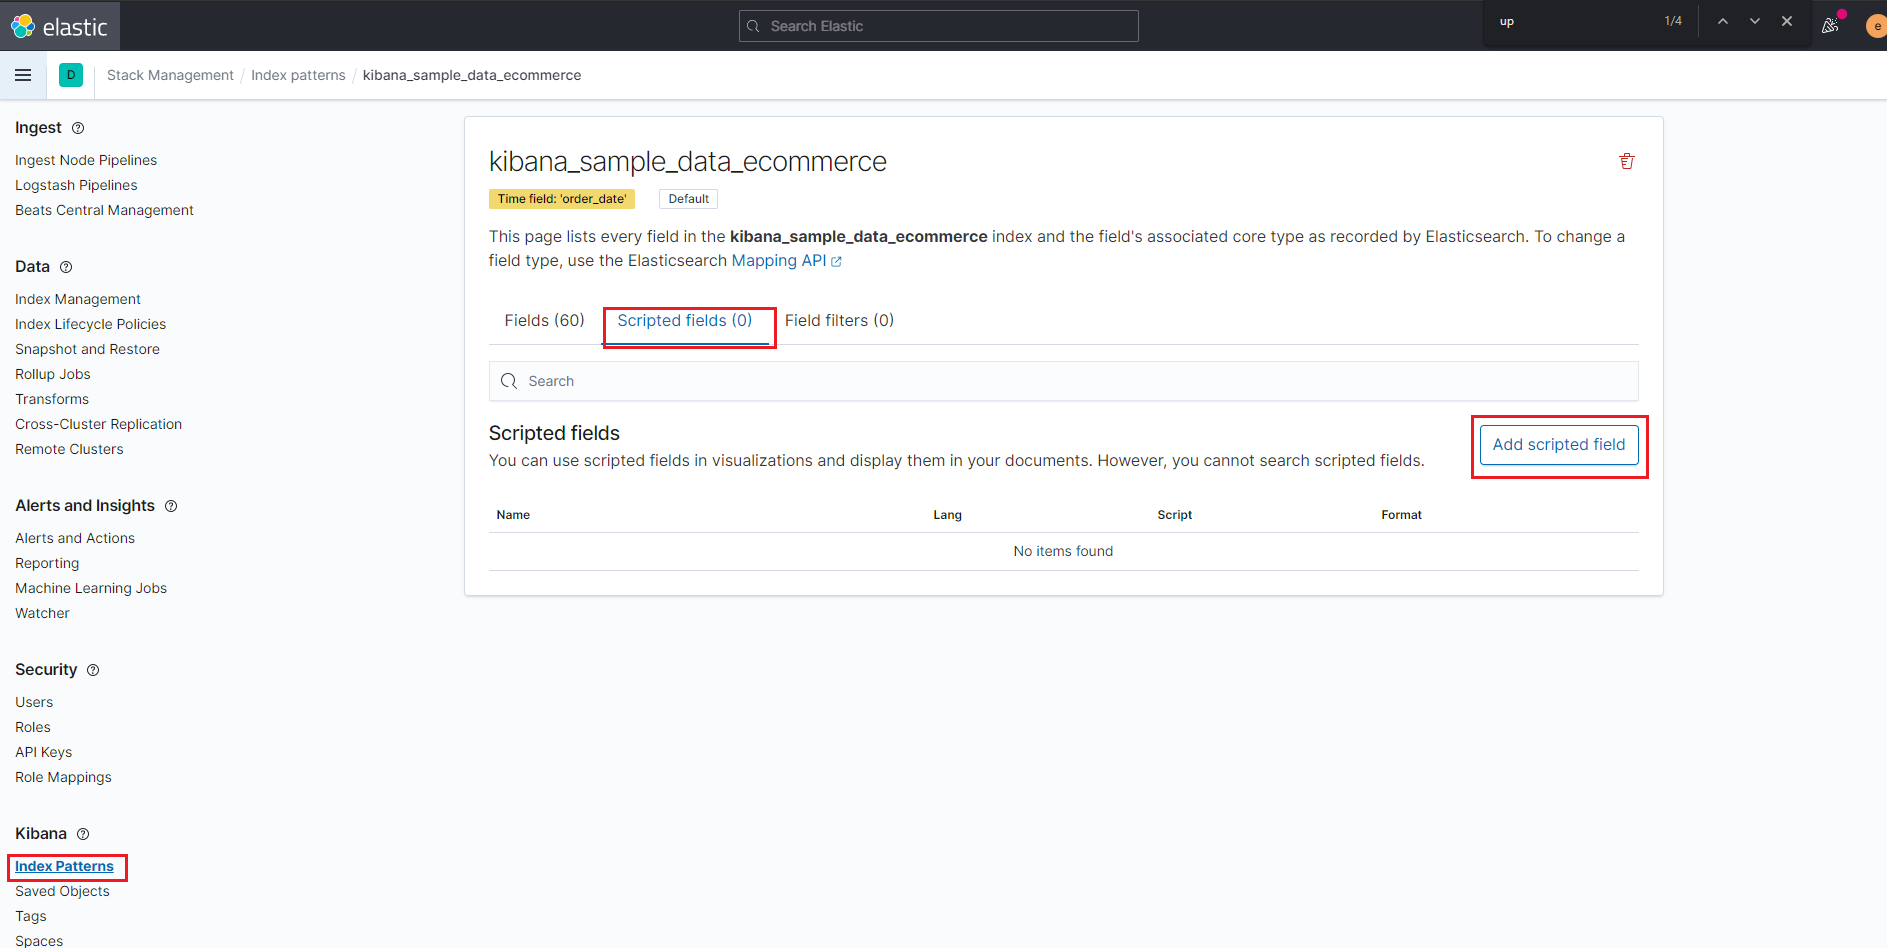 elastic
Search Elastic
up
1/4
e
D
Stack Management / Index patterns / kibana_sample_data_ecommerce
Ingest
Ingest Node Pipelines
Logstash Pipelines
Beats Central Management
Data
Index Management
Index Lifecycle Policies
Snapshot and Restore
Rollup Jobs
Transforms
Cross-Cluster Replication
Remote Clusters
Alerts and Insights
Alerts and Actions
Reporting
Machine Learning Jobs
Watcher
Security
Users
Roles
API Keys
Role Mappings
Kibana
Index Patterns
Saved Objects
Tags
Spaces
kibana_sample_data_ecommerce
Time field: 'order_date'
Default
This page lists every field in the kibana_sample_data_ecommerce index and the field's associated core type as recorded by Elasticsearch. To change a
field type, use the Elasticsearch Mapping API
Fields (60)
Scripted fields (0)
Field filters (0)
Search
Scripted fields
You can use scripted fields in visualizations and display them in your documents. However, you cannot search scripted fields.
Add scripted field
Name Lang Script Format
No items found